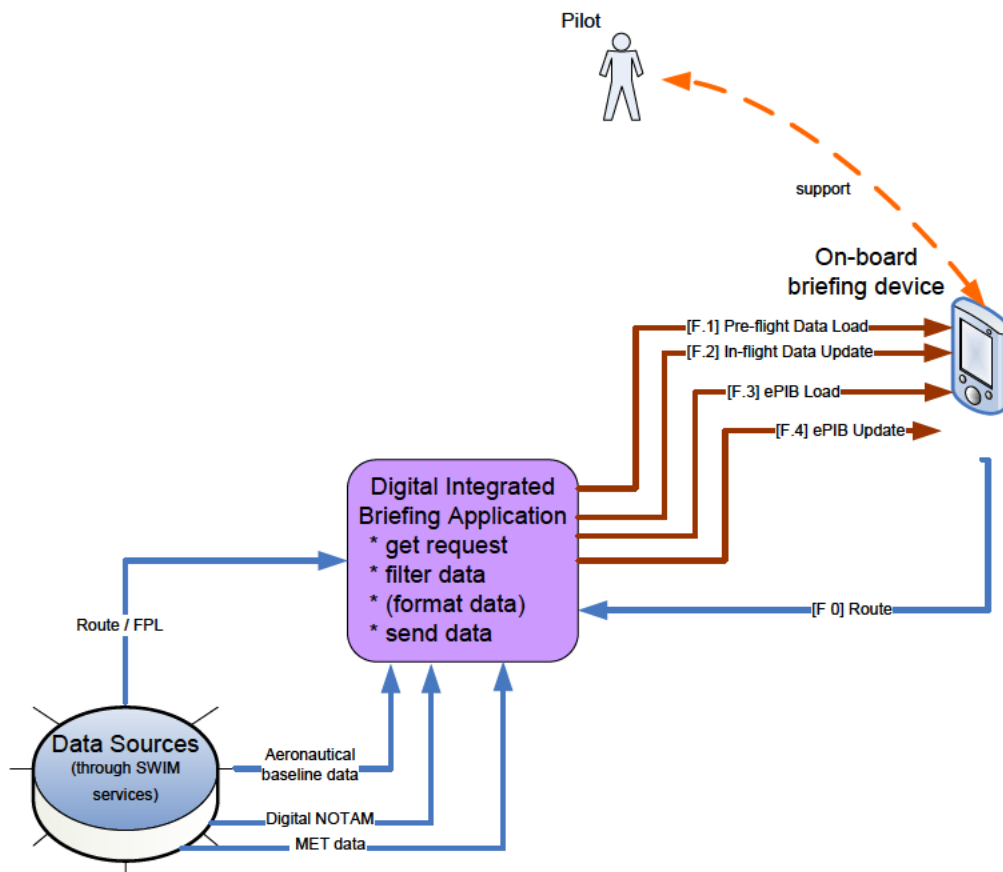 Pilot
support
On-board
briefing device
[F.1] Pre-flight Data Load
[F.2] In-flight Data Update
[F.3] ePIB Load
[F.4] ePIB Update
Digital Integrated
Briefing Application
* get request
* filter data
* (format data)
* send data
[F 0] Route
Route / FPL
Data Sources
(through SWIM
services)
Aeronautical
baseline data
Digital NOTAM
MET data